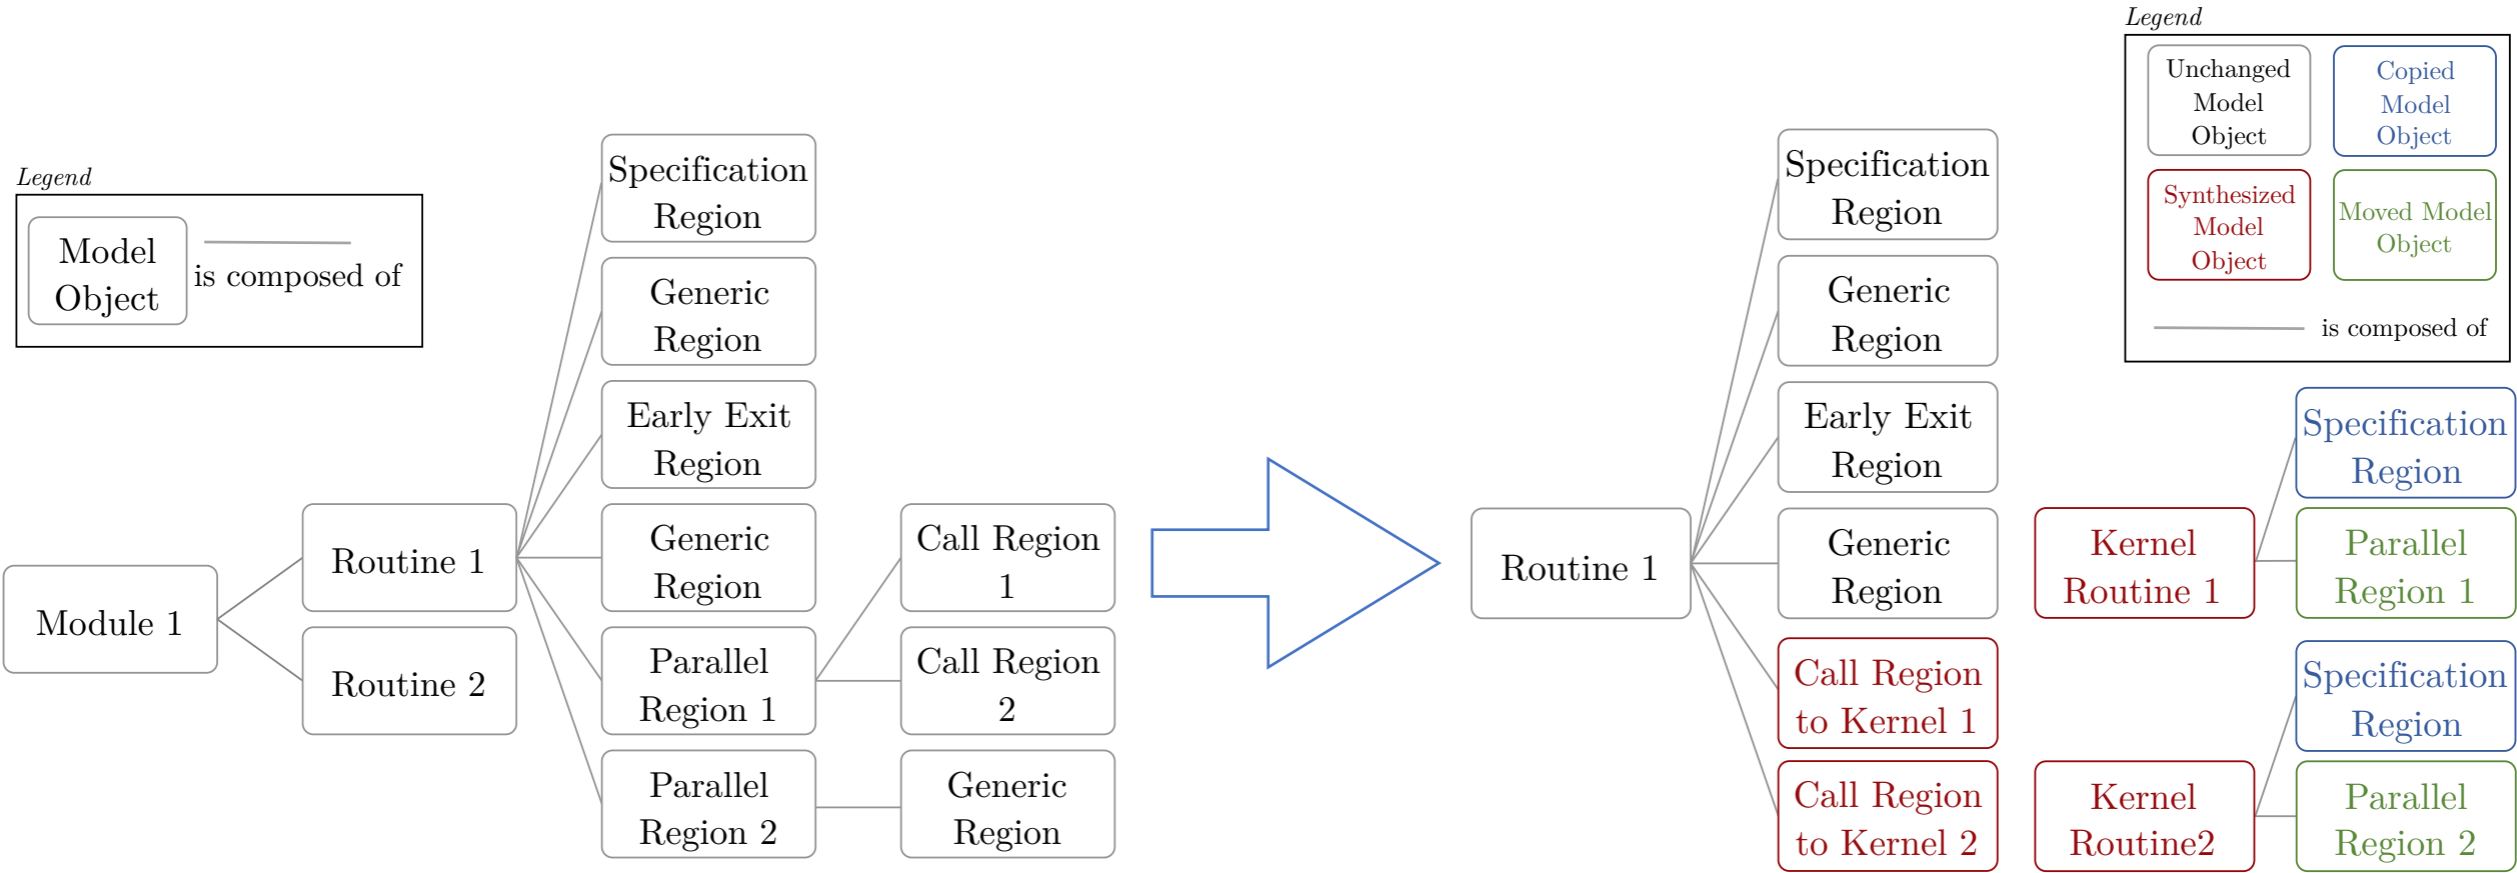 Legend
Model
Object
is composed of
Module 1
Routine 1
Routine 2
Specification
Region
Generic
Region
Early Exit
Region
Generic
Region
Parallel
Region 1
Parallel
Region 2
Call Region
1
Call Region
2
Generic
Region
Routine 1
Specification
Region
Generic
Region
Early Exit
Region
Generic
Region
Call Region
to Kernel 1
Call Region
to Kernel 2
Legend
Unchanged
Model
Object
Copied
Model
Object
Synthesized
Model
Object
Moved Model
Object
is composed of
Kernel
Routine 1
Specification
Region
Parallel
Region 1
Kernel
Routine2
Specification
Region
Parallel
Region 2